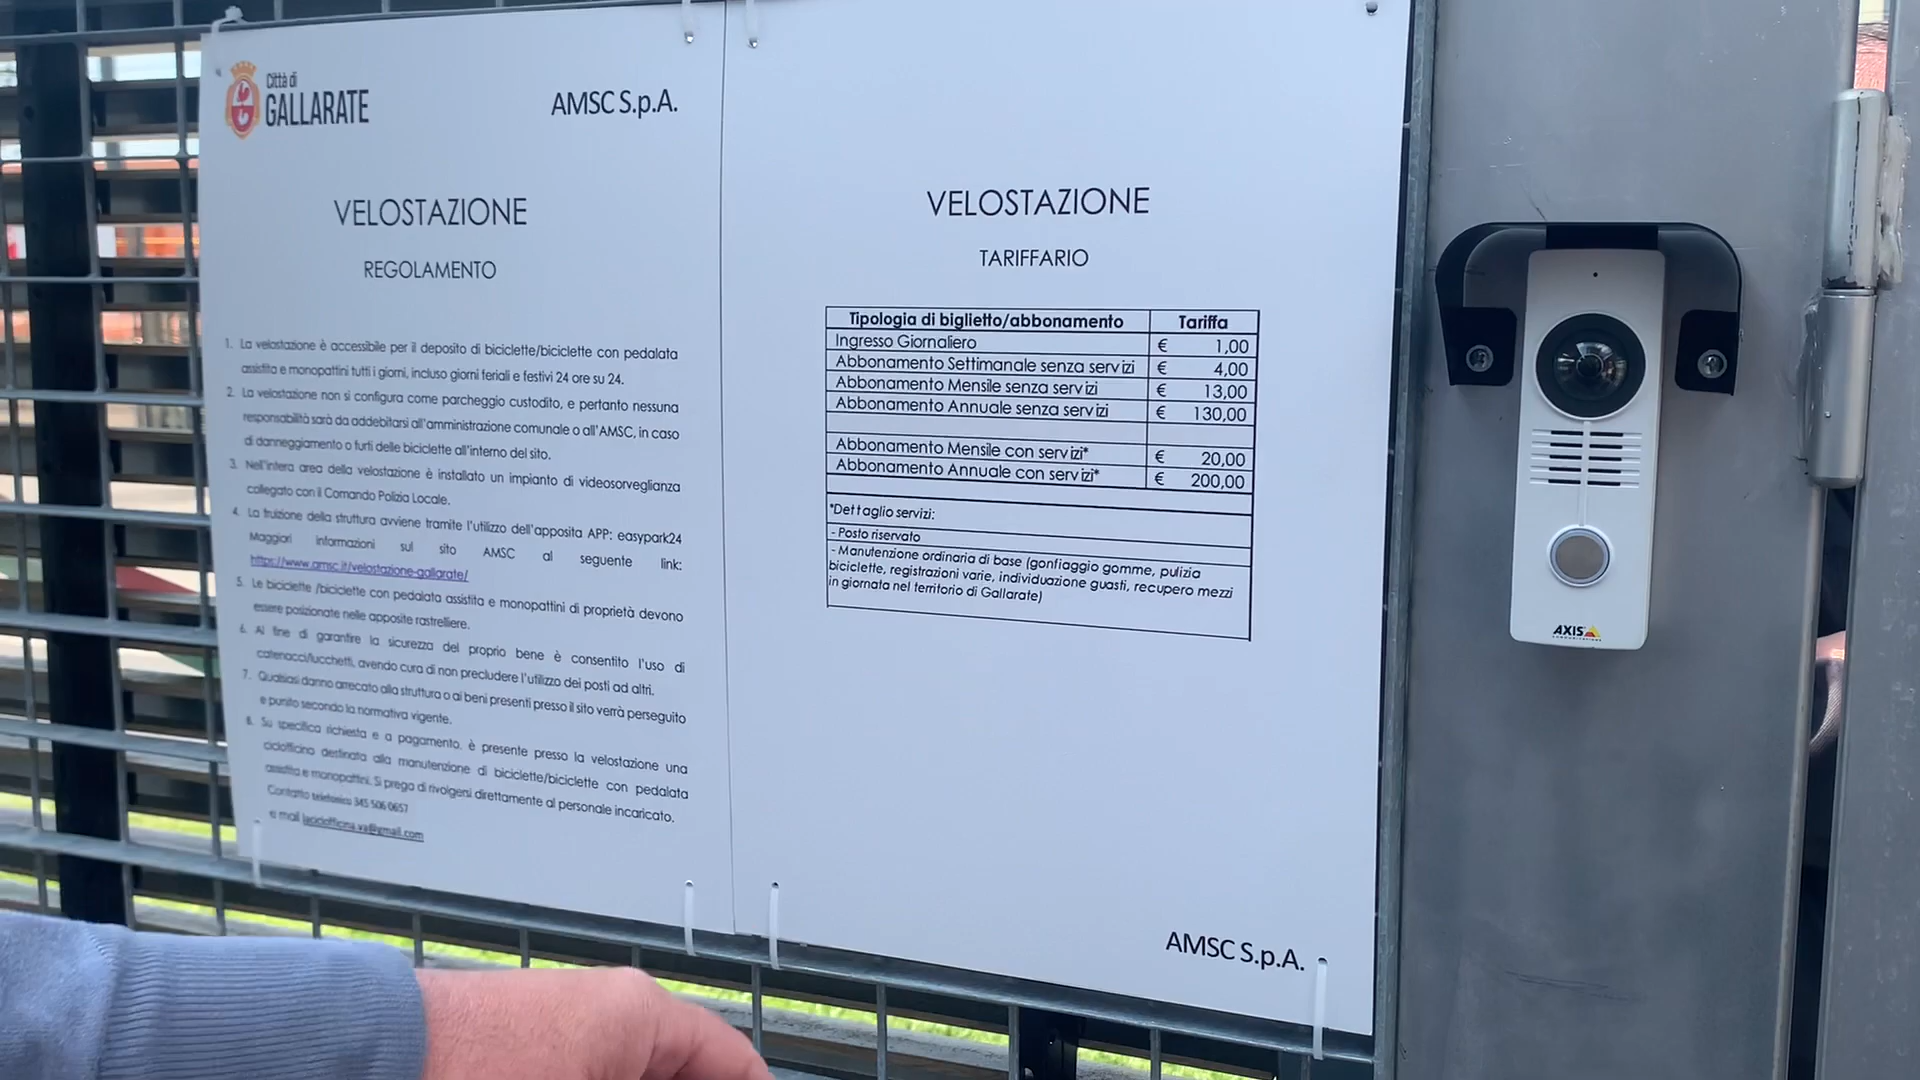 Città di
GALLARATE
AMSC S.p.A.
VELOSTAZIONE
REGOLAMENTO
1. La velostazione è accessibile per il deposito di biciclette/biciclette con pedalata
assistita e monopattini tutti i giorni, incluso giorni feriali e festivi 24 ore su 24.
2. La velostazione non si configura come parcheggio custodito, e pertanto nessuna
responsabilità sarà da addebitarsi all'amministrazione comunale o all'AMSC, in caso
di danneggiamento o furti delle biciclette all'interno del sito.
3. Nell'intera area della velostazione è installato un impianto di videosorveglianza
collegato con il Comando Polizia Locale.
4. La fruizione della struttura avviene tramite l'utilizzo dell'apposita APP: easypark24
Maggiori informazioni sul sito AMSC al seguente link:
https://www.amsc.it/velostazione-gallarate/
5. Le biciclette /biciclette con pedalata assistita e monopattini di proprietà devono
essere posizionate nelle apposite rastrelliere.
6. Al fine di garantire la sicurezza del proprio bene è consentito l'uso di
catenacci/lucchetti, avendo cura di non precludere l'utilizzo dei posti ad altri.
7. Qualsiasi danno arrecato alla struttura o ai beni presenti presso il sito verrà perseguito
e punito secondo la normativa vigente.
8. Su specifica richiesta e a pagamento, è presente presso la velostazione una
ciclofficina destinata alla manutenzione di biciclette/biciclette con pedalata
assistita e monopattini. Si prega di rivolgersi direttamente al personale incaricato.
Contatto telefonico 345 506 0657
e mail laciclofficina.va@gmail.com
VELOSTAZIONE
TARIFFARIO
Tipologia di biglietto/abbonamento Tariffa
Ingresso Giornaliero € 1,00
Abbonamento Settimanale senza servizi € 4,00
Abbonamento Mensile senza servizi € 13,00
Abbonamento Annuale senza servizi € 130,00
Abbonamento Mensile con servizi* € 20,00
Abbonamento Annuale con servizi* € 200,00
*Dettaglio servizi:
- Posto riservato
- Manutenzione ordinaria di base (gonfiaggio gomme, pulizia
biciclette, registrazioni varie, individuazione guasti, recupero mezzi
in giornata nel territorio di Gallarate)
AMSC S.p.A.
AXIS
COMMUNICATIONS